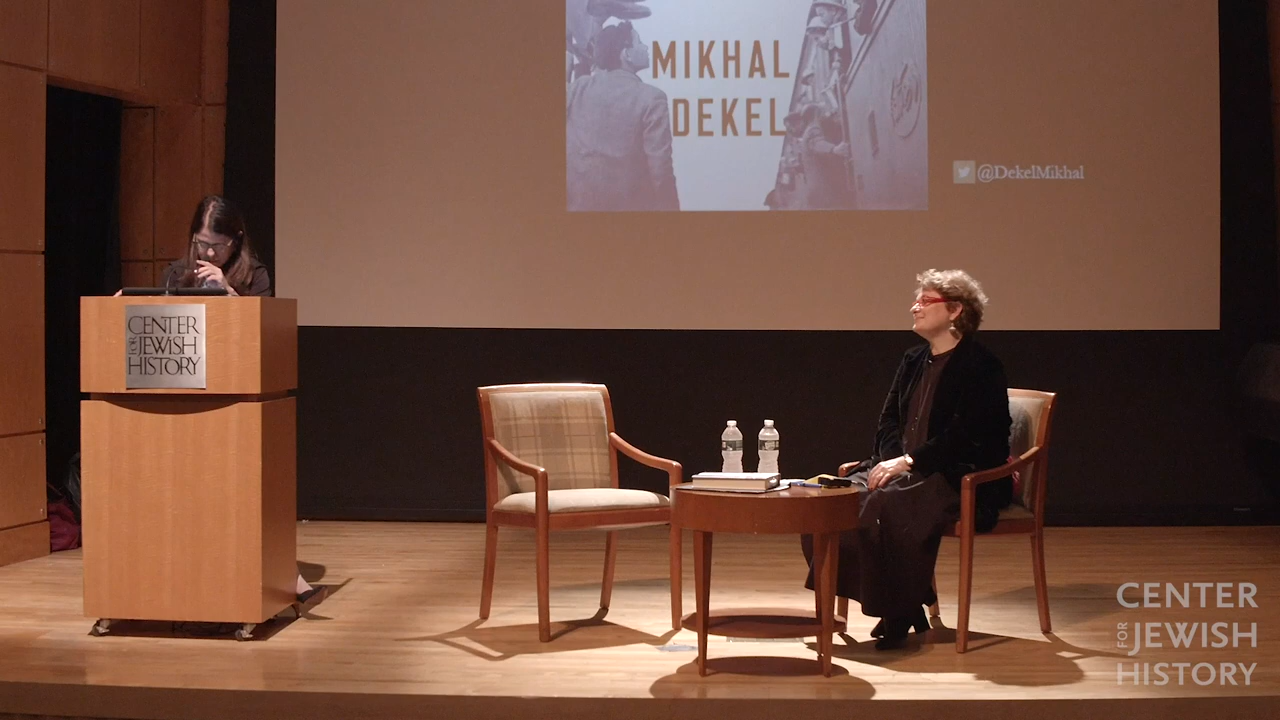 MIKHAL
DEKEL
@DekelMikhal
CENTER
FOR
JEWISH
HISTORY
CENTER
FOR
JEWISH
HISTORY